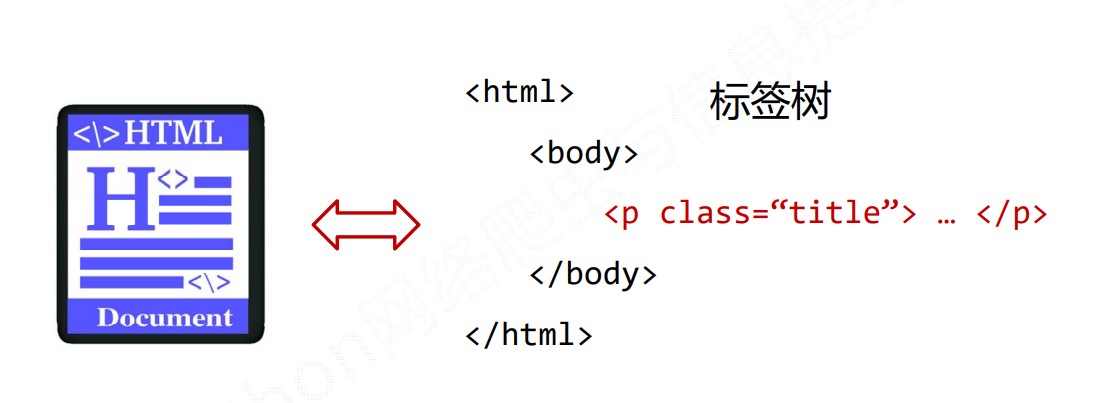 <html>
标签树
<body>
<p class=“title”> … </p>
</body>
</html>
<\>HTML
H
<>
<\>
Document
hon网络爬虫与信息提